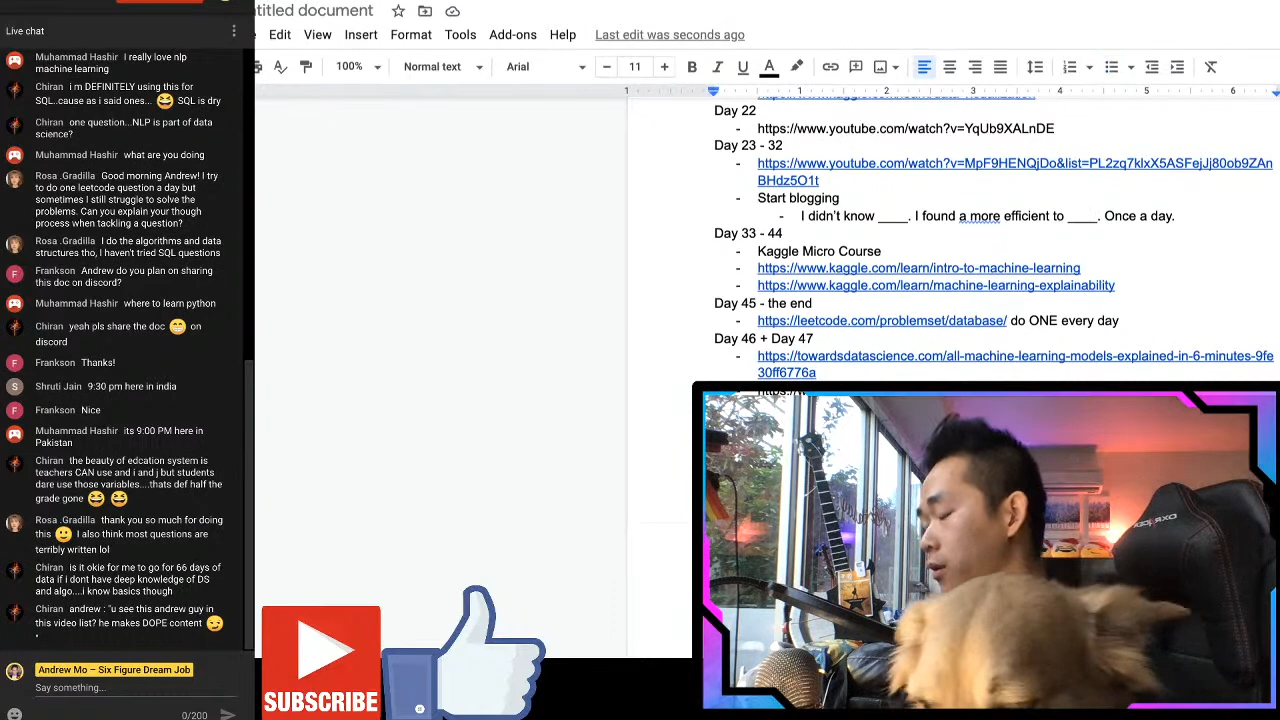 Live chat
Muhammad Hashir I really love nlp
machine learning
Chiran i m DEFINITELY using this for
SQL..cause as i said ones... 😆 SQL is dry
Chiran one question...NLP is part of data
science?
Muhammad Hashir what are you doing
Rosa .Gradilla Good morning Andrew! I try
to do one leetcode question a day but
sometimes I still struggle to solve the
problems. Can you explain your though
process when tackling a question?
Rosa .Gradilla I do the algorithms and data
structures tho, I haven't tried SQL questions
Frankson Andrew do you plan on sharing
this doc on discord?
Muhammad Hashir where to learn python
Chiran yeah pls share the doc 😁 on
discord
Frankson Thanks!
Shruti Jain 9:30 pm here in india
Frankson Nice
Muhammad Hashir its 9:00 PM here in
Pakistan
Chiran the beauty of edcication system is
teachers CAN use and i and j but students
dare use those variables....thats def half the
grade gone 😆 😆
Rosa .Gradilla thank you so much for doing
this 🙂 I also think most questions are
terribly written lol
Chiran is it okie for me to go for 66 days of
data if i dont have deep knowledge of DS
and algo....i know basics though
Chiran andrew : "u see this andrew guy in
this video list? he makes DOPE content 😉
Andrew Mo – Six Figure Dream Job
Say something...
0/200
ntitled document
Edit View Insert Format Tools Add-ons Help Last edit was seconds ago
100% Normal text Arial 11 B I U A
1 1 2 3 4 5 6
Day 22
- https://www.youtube.com/watch?v=YqUb9XALnDE
Day 23 - 32
- https://www.youtube.com/watch?v=MpF9HENQjDo&list=PL2zq7klxX5ASFejJj80ob9ZAn
BHdz5O1t
- Start blogging
- I didn't know ____. I found a more efficient to ____. Once a day.
Day 33 - 44
- Kaggle Micro Course
- https://www.kaggle.com/learn/intro-to-machine-learning
- https://www.kaggle.com/learn/machine-learning-explainability
Day 45 - the end
- https://leetcode.com/problemset/database/ do ONE every day
Day 46 + Day 47
- https://towardsdatascience.com/all-machine-learning-models-explained-in-6-minutes-9fe
30ff6776a
SUBSCRIBE